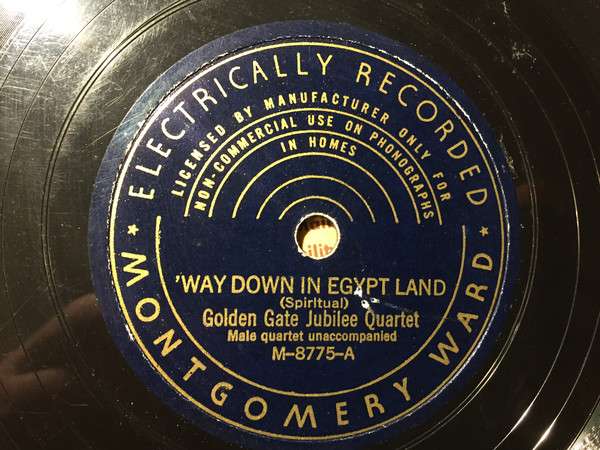 ELECTRICALLY RECORDED
LICENSED BY MANUFACTURER ONLY FOR
NON-COMMERCIAL USE ON PHONOGRAPHS
IN HOMES
'WAY DOWN IN EGYPT LAND
(Spiritual)
Golden Gate Jubilee Quartet
Male quartet unaccompanied
M-8775-A
MONTGOMERY WARD